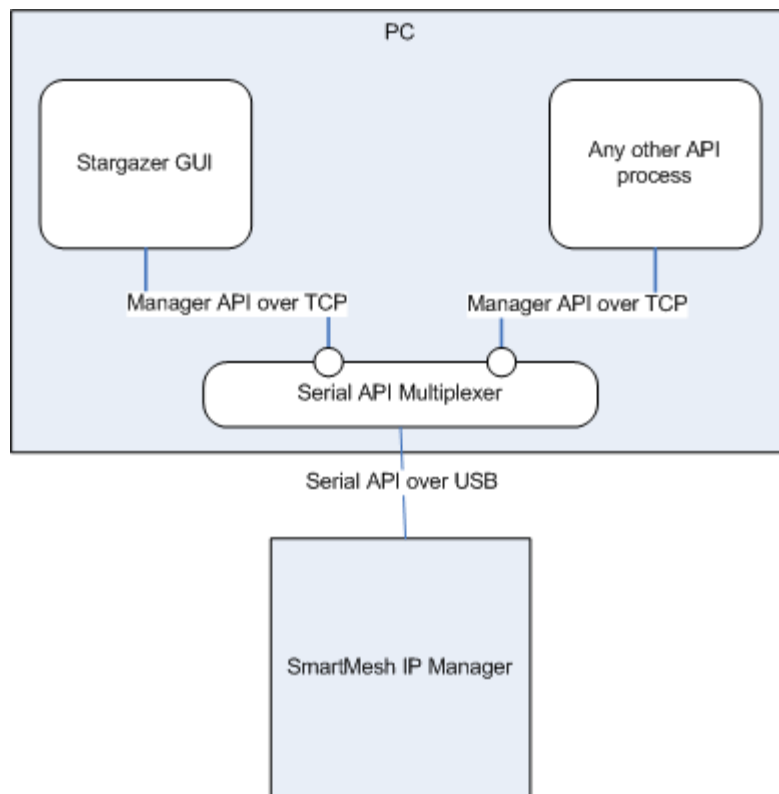 PC
Stargazer GUI
Any other API
process
Manager API over TCP
Manager API over TCP
Serial API Multiplexer
Serial API over USB
SmartMesh IP Manager